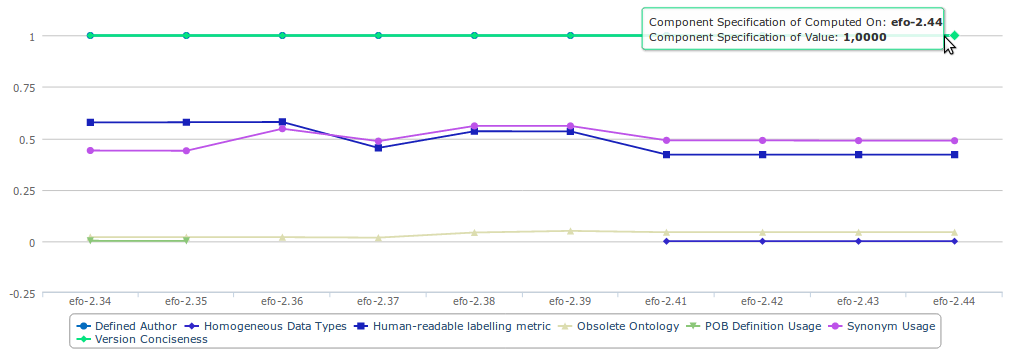 Component Specification of Computed On: efo-2.44
Component Specification of Value: 1,0000
1
0.75
0.5
0.25
0
-0.25
efo-2.34 efo-2.35 efo-2.36 efo-2.37 efo-2.38 efo-2.39 efo-2.41 efo-2.42 efo-2.43 efo-2.44
Defined Author Homogeneous Data Types Human-readable labelling metric Obsolete Ontology POB Definition Usage Synonym Usage
Version Conciseness